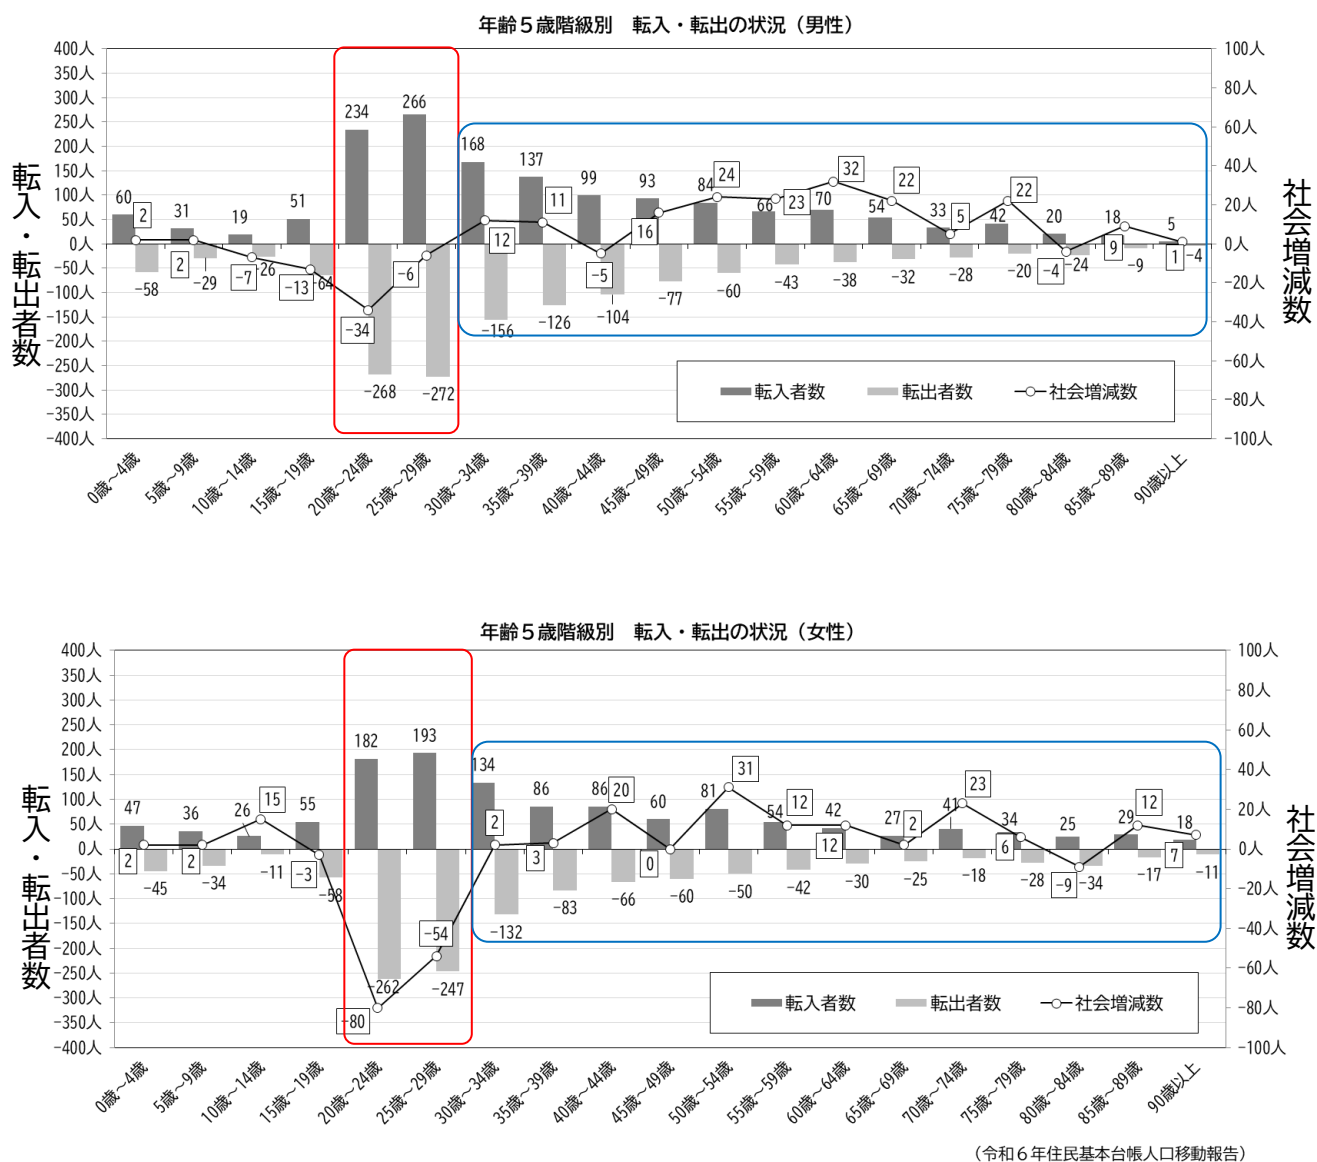 年齢５歳階級別　転入・転出の状況（男性）
転入・転出者数
社会増減数
400人
350人
300人
250人
200人
150人
100人
50人
0人
-50人
-100人
-150人
-200人
-250人
-300人
-350人
-400人
100人
80人
60人
40人
20人
0人
-20人
-40人
-60人
-80人
-100人
60 31 19 51 234 266 168 137 99 93 84 66 70 54 33 42 20 18 5
2 2 -7 -13 -34 -6 12 11 -5 16 24 23 32 22 5 22 -4 9 1
-58 -29 -26 -64 -268 -272 -156 -126 -104 -77 -60 -43 -38 -32 -28 -20 -24 -9 -4
転入者数 転出者数 社会増減数
0歳～4歳 5歳～9歳 10歳～14歳 15歳～19歳 20歳～24歳 25歳～29歳 30歳～34歳 35歳～39歳 40歳～44歳 45歳～49歳 50歳～54歳 55歳～59歳 60歳～64歳 65歳～69歳 70歳～74歳 75歳～79歳 80歳～84歳 85歳～89歳 90歳以上
年齢５歳階級別　転入・転出の状況（女性）
転入・転出者数
社会増減数
400人
350人
300人
250人
200人
150人
100人
50人
0人
-50人
-100人
-150人
-200人
-250人
-300人
-350人
-400人
100人
80人
60人
40人
20人
0人
-20人
-40人
-60人
-80人
-100人
47 36 26 55 182 193 134 86 86 60 81 54 42 27 41 34 25 29 18
2 2 15 -3 -80 -54 2 3 20 0 31 12 12 2 23 6 -9 12 7
-45 -34 -11 -58 -262 -247 -132 -83 -66 -60 -50 -42 -30 -25 -18 -28 -34 -17 -11
転入者数 転出者数 社会増減数
0歳～4歳 5歳～9歳 10歳～14歳 15歳～19歳 20歳～24歳 25歳～29歳 30歳～34歳 35歳～39歳 40歳～44歳 45歳～49歳 50歳～54歳 55歳～59歳 60歳～64歳 65歳～69歳 70歳～74歳 75歳～79歳 80歳～84歳 85歳～89歳 90歳以上
（令和６年住民基本台帳人口移動報告）